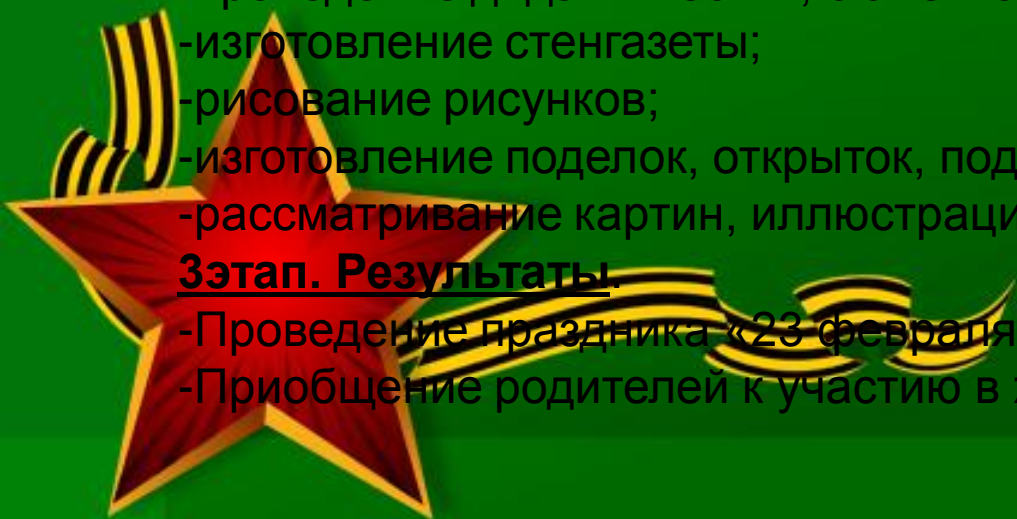 -изготовление стенгазеты;
-рисование рисунков;
-изготовление поделок, открыток, под
-рассматривание картин, иллюстраци
3этап. Результаты.
-Проведение праздника «23 февраля
-Приобщение родителей к участию в